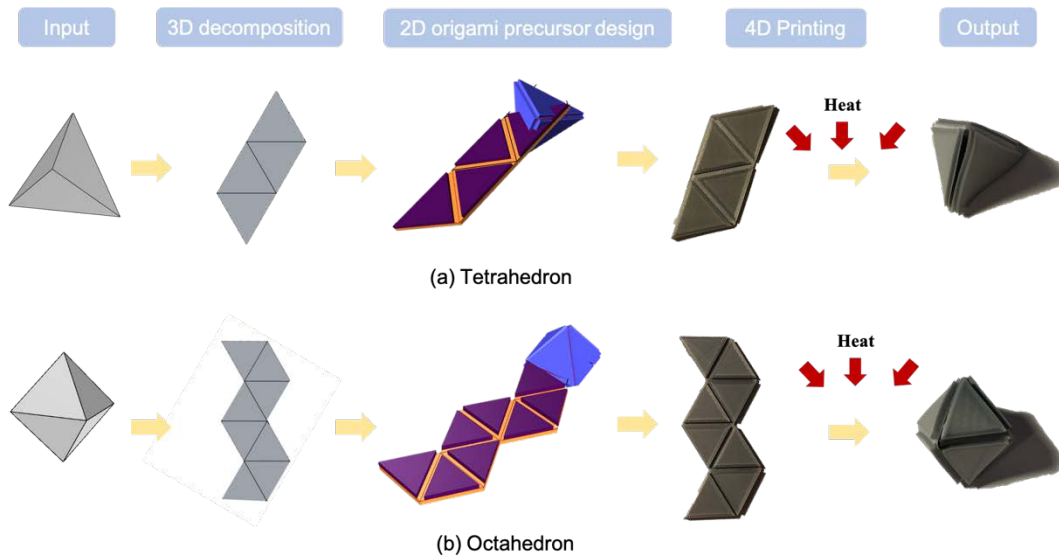 Input
3D decomposition
2D origami precursor design
4D Printing
Output
Heat
(a) Tetrahedron
Heat
(b) Octahedron